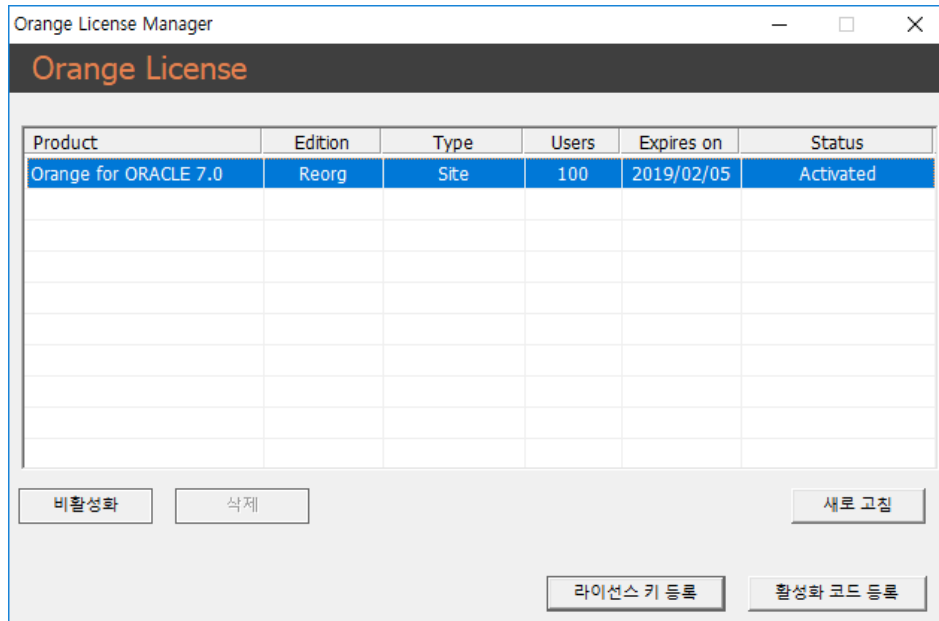 Orange License Manager
Orange License
Product Edition Type Users Expires on Status
Orange for ORACLE 7.0 Reorg Site 100 2019/02/05 Activated
비활성화 삭제 새로 고침
라이선스 키 등록 활성화 코드 등록